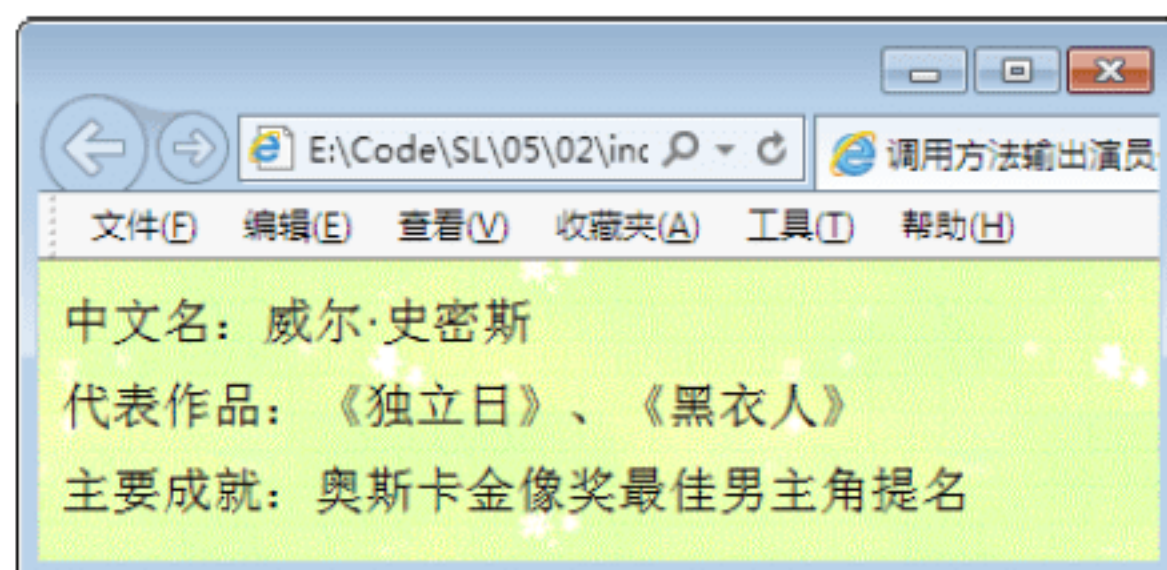 E:\Code\SL\05\02\inc
调用方法输出演员
文件(F) 编辑(E) 查看(V) 收藏夹(A) 工具(T) 帮助(H)
中文名：威尔·史密斯
代表作品：《独立日》、《黑衣人》
主要成就：奥斯卡金像奖最佳男主角提名